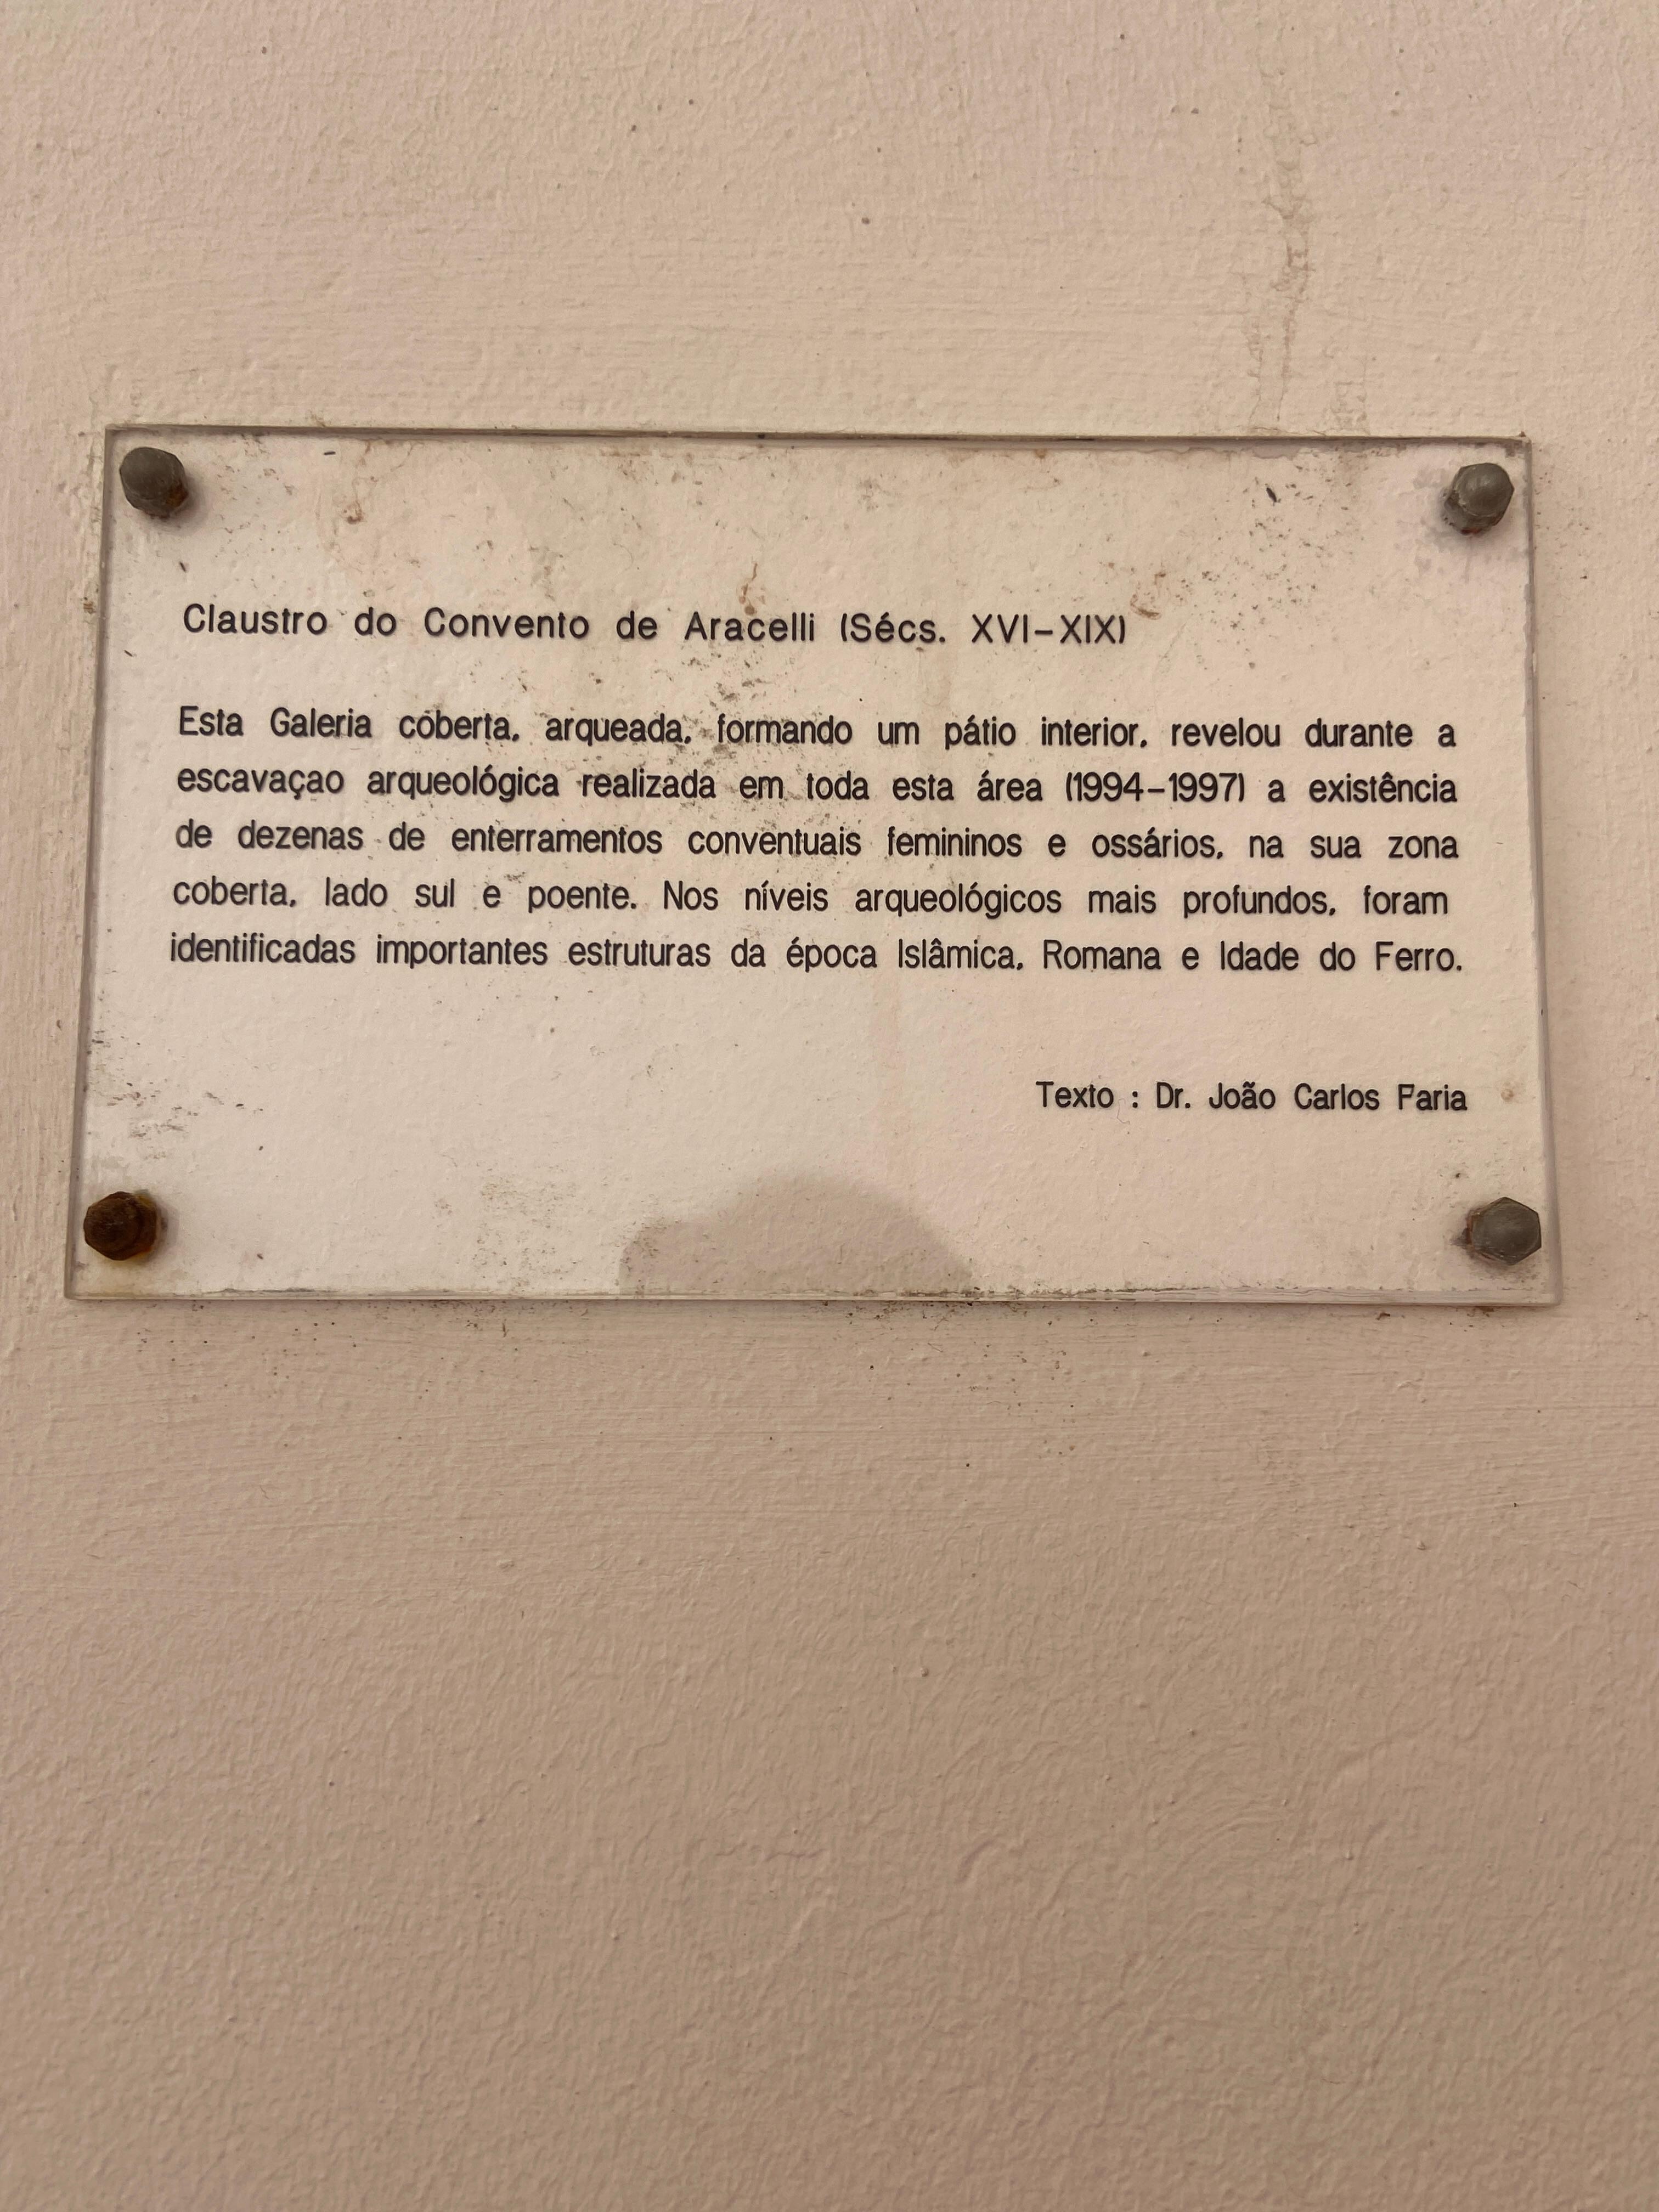 Claustro do Convento de Aracelli (Sécs. XVI-XIX)
Esta Galeria coberta, arqueada, formando um pátio interior, revelou durante a
escavaçao arqueológica realizada em toda esta área (1994-1997) a existência
de dezenas de enterramentos conventuais femininos e ossários, na sua zona
coberta, lado sul e poente. Nos níveis arqueológicos mais profundos, foram
identificadas importantes estruturas da época Islâmica, Romana e Idade do Ferro.
Texto : Dr. João Carlos Faria